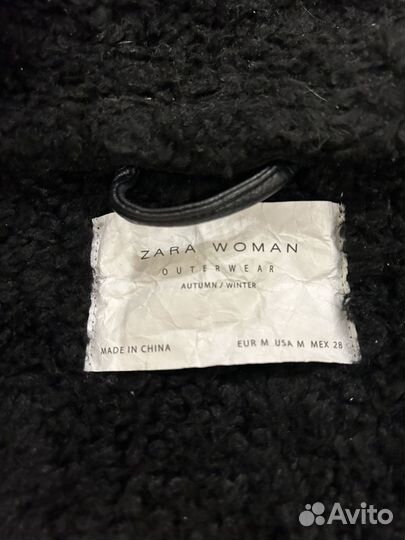 ZARA WOMAN
OUTERWEAR
AUTUMN / WINTER
MADE IN CHINA
EUR M USA M MEX 28
Avito